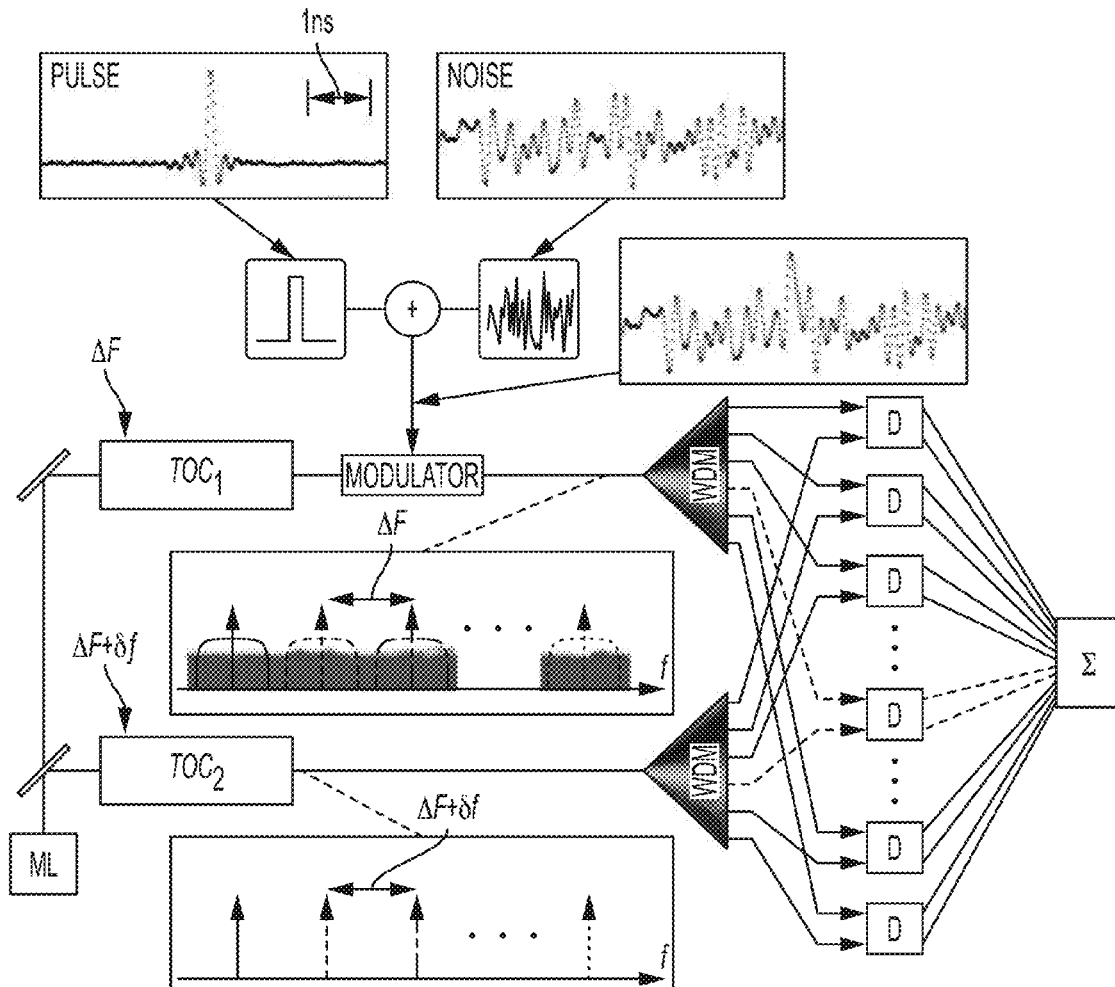 1ns
PULSE
NOISE
+
ΔF
TOC₁
MODULATOR
WDM
D
D
D
ΔF
f
ΔF+δf
TOC₂
WDM
D
Σ
ΔF+δf
ML
D
D
f